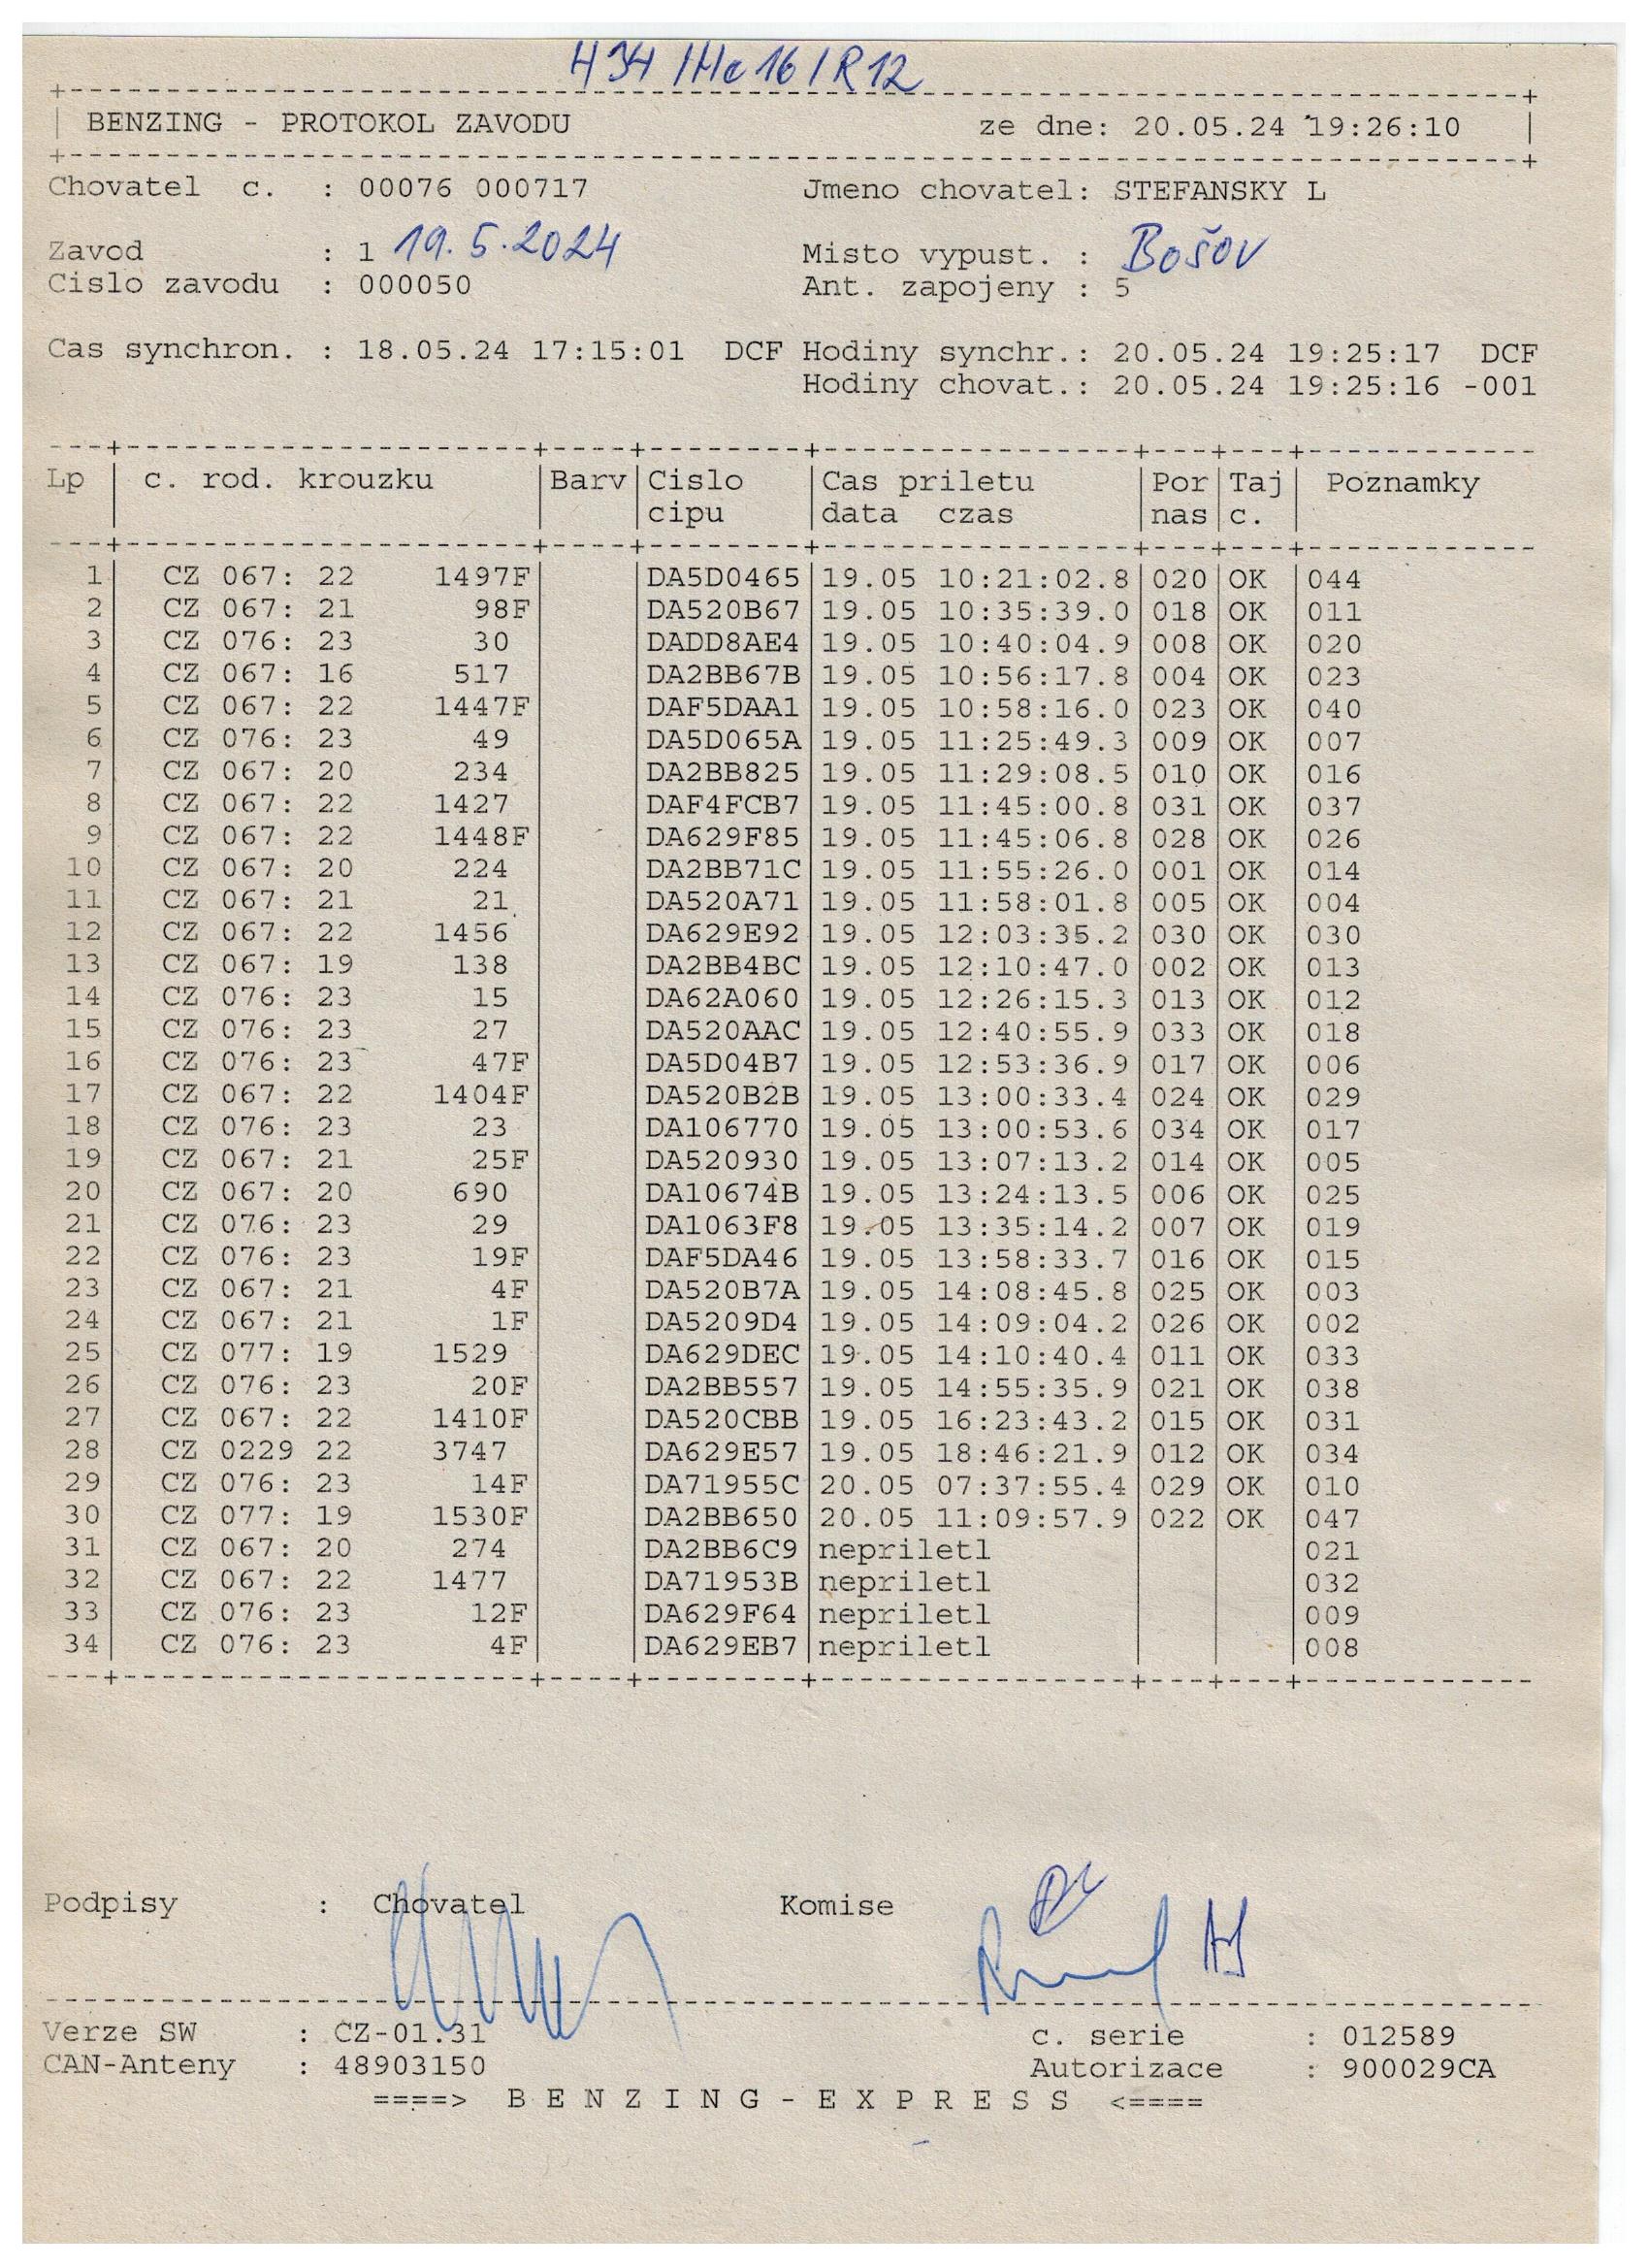 434 /He 16 / R12
BENZING - PROTOKOL ZAVODU ze dne: 20.05.24 19:26:10
Chovatel c. : 00076 000717 Jmeno chovatel: STEFANSKY L
Zavod : 1 19.5.2024 Misto vypust. : Bošov
Cislo zavodu : 000050 Ant. zapojeny : 5
Cas synchron. : 18.05.24 17:15:01 DCF Hodiny synchr.: 20.05.24 19:25:17 DCF
Hodiny chovat.: 20.05.24 19:25:16 -001
Lp c. rod. krouzku Barv Cislo Cas priletu Por Taj Poznamky
cipu data czas nas c.
1 CZ 067: 22 1497F DA5D0465 19.05 10:21:02.8 020 OK 044
2 CZ 067: 21 98F DA520B67 19.05 10:35:39.0 018 OK 011
3 CZ 076: 23 30 DADD8AE4 19.05 10:40:04.9 008 OK 020
4 CZ 067: 16 517 DA2BB67B 19.05 10:56:17.8 004 OK 023
5 CZ 067: 22 1447F DAF5DAA1 19.05 10:58:16.0 023 OK 040
6 CZ 076: 23 49 DA5D065A 19.05 11:25:49.3 009 OK 007
7 CZ 067: 20 234 DA2BB825 19.05 11:29:08.5 010 OK 016
8 CZ 067: 22 1427 DAF4FCB7 19.05 11:45:00.8 031 OK 037
9 CZ 067: 22 1448F DA629F85 19.05 11:45:06.8 028 OK 026
10 CZ 067: 20 224 DA2BB71C 19.05 11:55:26.0 001 OK 014
11 CZ 067: 21 21 DA520A71 19.05 11:58:01.8 005 OK 004
12 CZ 067: 22 1456 DA629E92 19.05 12:03:35.2 030 OK 030
13 CZ 067: 19 138 DA2BB4BC 19.05 12:10:47.0 002 OK 013
14 CZ 076: 23 15 DA62A060 19.05 12:26:15.3 013 OK 012
15 CZ 076: 23 27 DA520AAC 19.05 12:40:55.9 033 OK 018
16 CZ 076: 23 47F DA5D04B7 19.05 12:53:36.9 017 OK 006
17 CZ 067: 22 1404F DA520B2B 19.05 13:00:33.4 024 OK 029
18 CZ 076: 23 23 DA106770 19.05 13:00:53.6 034 OK 017
19 CZ 067: 21 25F DA520930 19.05 13:07:13.2 014 OK 005
20 CZ 067: 20 690 DA10674B 19.05 13:24:13.5 006 OK 025
21 CZ 076: 23 29 DA1063F8 19.05 13:35:14.2 007 OK 019
22 CZ 076: 23 19F DAF5DA46 19.05 13:58:33.7 016 OK 015
23 CZ 067: 21 4F DA520B7A 19.05 14:08:45.8 025 OK 003
24 CZ 067: 21 1F DA5209D4 19.05 14:09:04.2 026 OK 002
25 CZ 077: 19 1529 DA629DEC 19.05 14:10:40.4 011 OK 033
26 CZ 076: 23 20F DA2BB557 19.05 14:55:35.9 021 OK 038
27 CZ 067: 22 1410F DA520CBB 19.05 16:23:43.2 015 OK 031
28 CZ 0229 22 3747 DA629E57 19.05 18:46:21.9 012 OK 034
29 CZ 076: 23 14F DA71955C 20.05 07:37:55.4 029 OK 010
30 CZ 077: 19 1530F DA2BB650 20.05 11:09:57.9 022 OK 047
31 CZ 067: 20 274 DA2BB6C9 nepriletl 021
32 CZ 067: 22 1477 DA71953B nepriletl 032
33 CZ 076: 23 12F DA629F64 nepriletl 009
34 CZ 076: 23 4F DA629EB7 nepriletl 008
Podpisy : Chovatel Komise
Verze SW : CZ-01.31 c. serie : 012589
CAN-Anteny : 48903150 Autorizace : 900029CA
====> B E N Z I N G - E X P R E S S <====